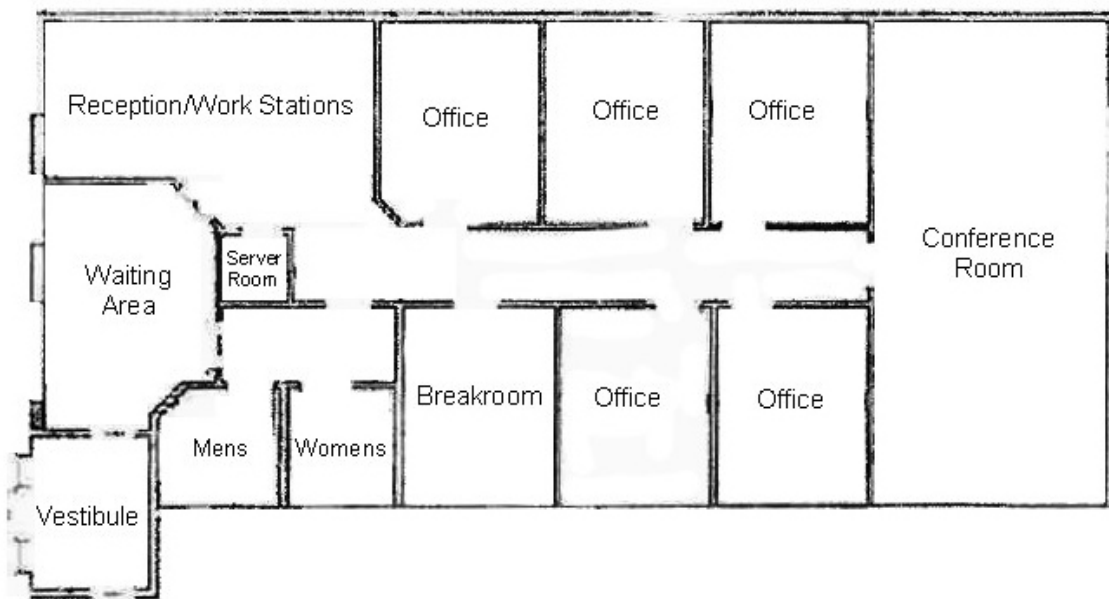 Reception/Work Stations
Office
Office
Office
Conference
Room
Server
Room
Waiting
Area
Breakroom
Office
Office
Mens
Womens
Vestibule